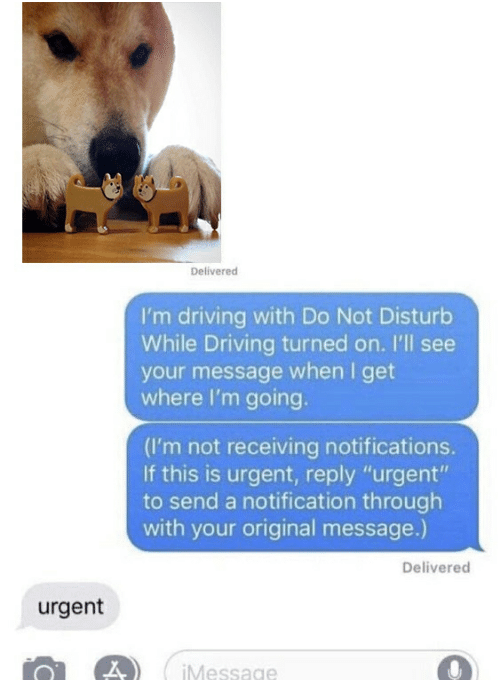 Delivered
I'm driving with Do Not Disturb
While Driving turned on. I'll see
your message when I get
where I'm going.
(I'm not receiving notifications.
If this is urgent, reply “urgent”
to send a notification through
with your original message.)
Delivered
urgent
iMessage